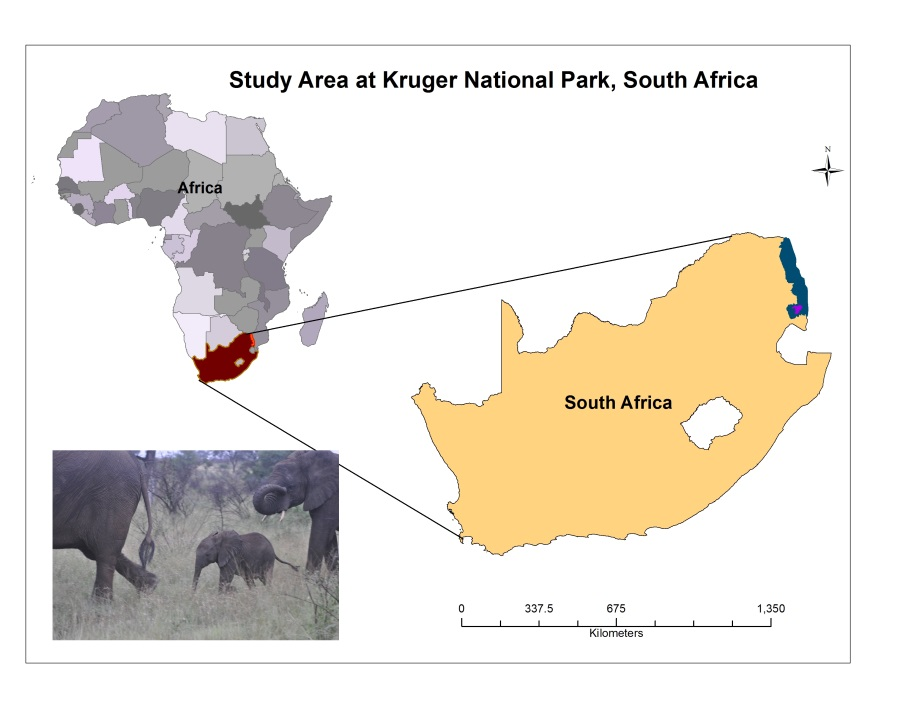 Study Area at Kruger National Park, South Africa
N
Africa
South Africa
0 337.5 675 1,350
Kilometers